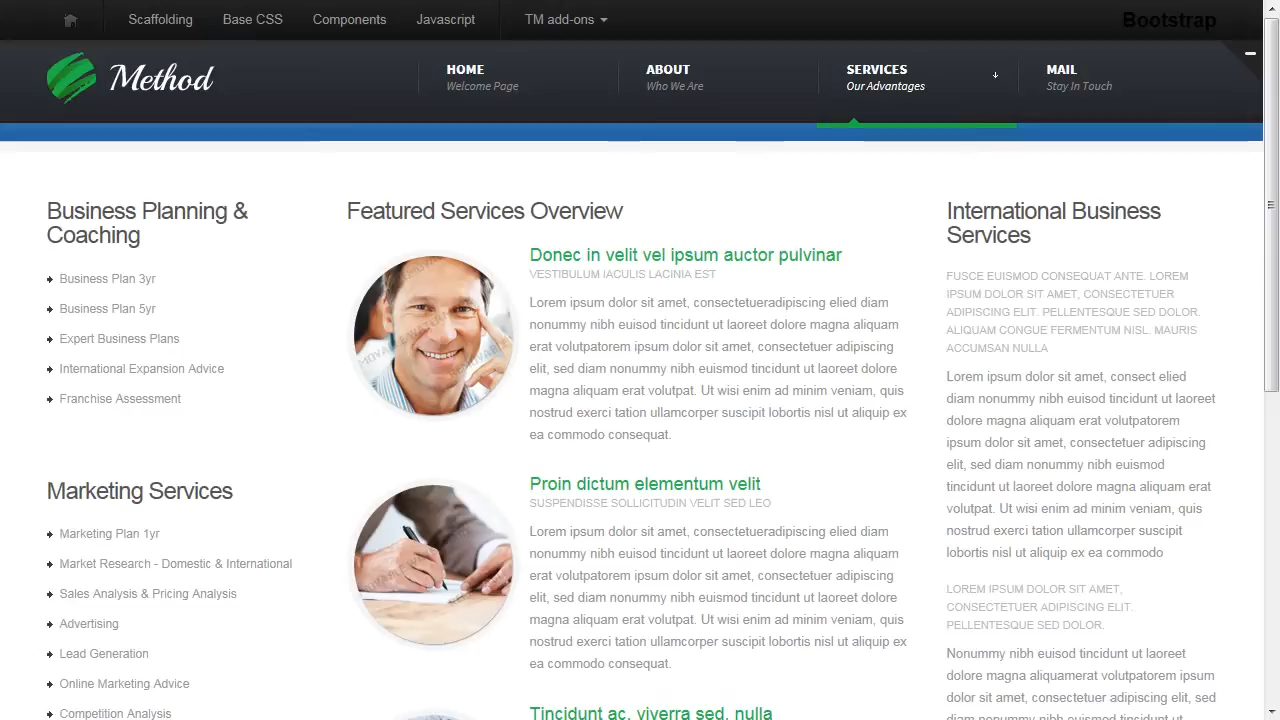 Scaffolding Base CSS Components Javascript TM add-ons Bootstrap
Method
HOME
Welcome Page
ABOUT
Who We Are
SERVICES
Our Advantages
MAIL
Stay In Touch
Business Planning &
Coaching
Business Plan 3yr
Business Plan 5yr
Expert Business Plans
International Expansion Advice
Franchise Assessment
Marketing Services
Marketing Plan 1yr
Market Research - Domestic & International
Sales Analysis & Pricing Analysis
Advertising
Lead Generation
Online Marketing Advice
Competition Analysis
Featured Services Overview
Donec in velit vel ipsum auctor pulvinar
VESTIBULUM IACULIS LACINIA EST
Lorem ipsum dolor sit amet, consectetueradipiscing elied diam
nonummy nibh euisod tincidunt ut laoreet dolore magna aliquam
erat volutpatorem ipsum dolor sit amet, consectetuer adipiscing
elit, sed diam nonummy nibh euismod tincidunt ut laoreet dolore
magna aliquam erat volutpat. Ut wisi enim ad minim veniam, quis
nostrud exerci tation ullamcorper suscipit lobortis nisl ut aliquip ex
ea commodo consequat.
Proin dictum elementum velit
SUSPENDISSE SOLLICITUDIN VELIT SED LEO
Lorem ipsum dolor sit amet, consectetueradipiscing elied diam
nonummy nibh euisod tincidunt ut laoreet dolore magna aliquam
erat volutpatorem ipsum dolor sit amet, consectetuer adipiscing
elit, sed diam nonummy nibh euismod tincidunt ut laoreet dolore
magna aliquam erat volutpat. Ut wisi enim ad minim veniam, quis
nostrud exerci tation ullamcorper suscipit lobortis nisl ut aliquip ex
ea commodo consequat.
Tincidunt ac, viverra sed, nulla
International Business
Services
FUSCE EUISMOD CONSEQUAT ANTE. LOREM
IPSUM DOLOR SIT AMET, CONSECTETUER
ADIPISCING ELIT. PELLENTESQUE SED DOLOR.
ALIQUAM CONGUE FERMENTUM NISL. MAURIS
ACCUMSAN NULLA
Lorem ipsum dolor sit amet, consect elied
diam nonummy nibh euisod tincidunt ut laoreet
dolore magna aliquam erat volutpatorem
ipsum dolor sit amet, consectetuer adipiscing
elit, sed diam nonummy nibh euismod
tincidunt ut laoreet dolore magna aliquam erat
volutpat. Ut wisi enim ad minim veniam, quis
nostrud exerci tation ullamcorper suscipit
lobortis nisl ut aliquip ex ea commodo
LOREM IPSUM DOLOR SIT AMET,
CONSECTETUER ADIPISCING ELIT.
PELLENTESQUE SED DOLOR.
Nonummy nibh euisod tincidunt ut laoreet
dolore magna aliquamerat volutpatorem ipsum
dolor sit amet, consectetuer adipiscing elit, sed
diam nonummy nibh euismod tincidunt ut